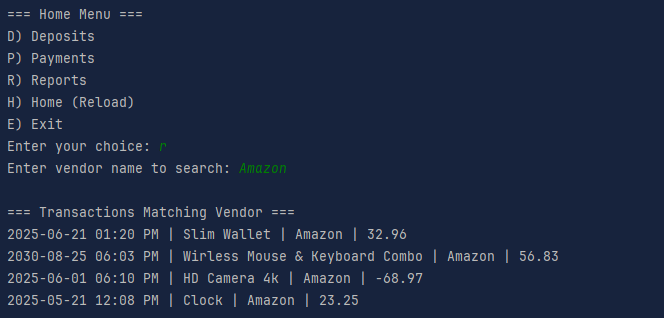 === Home Menu ===
D) Deposits
P) Payments
R) Reports
H) Home (Reload)
E) Exit
Enter your choice: r
Enter vendor name to search: Amazon
=== Transactions Matching Vendor ===
2025-06-21 01:20 PM | Slim Wallet | Amazon | 32.96
2030-08-25 06:03 PM | Wirless Mouse & Keyboard Combo | Amazon | 56.83
2025-06-01 06:10 PM | HD Camera 4k | Amazon | -68.97
2025-05-21 12:08 PM | Clock | Amazon | 23.25